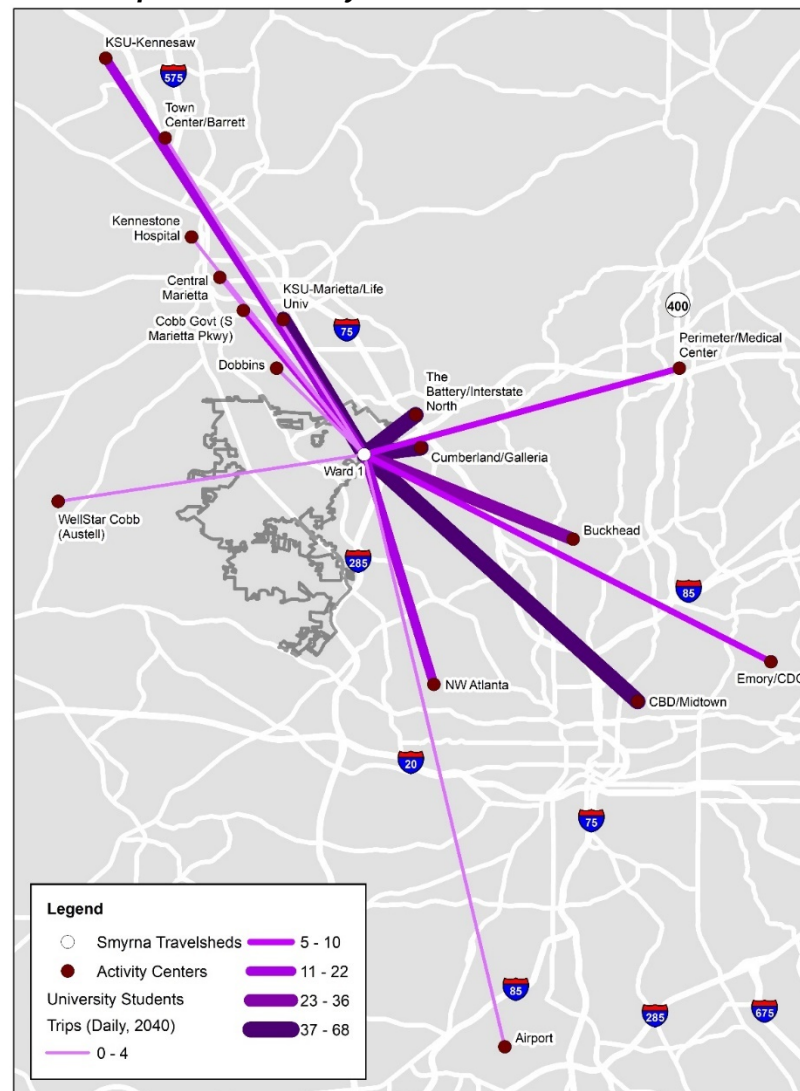 KSU-Kennesaw
575
Town
Center/Barrett
Kennestone
Hospital
Central
Marietta
KSU-Marietta/Life
Univ
Cobb Govt (S
Marietta Pkwy)
75
400
Perimeter/Medical
Center
Dobbins
The
Battery/Interstate
North
Cumberland/Galleria
Ward 1
WellStar Cobb
(Austell)
Buckhead
285
85
Emory/CDC
NW Atlanta
CBD/Midtown
20
75
Legend
Smyrna Travelsheds
Activity Centers
University Students
Trips (Daily, 2040)
0 - 4
5 - 10
11 - 22
23 - 36
37 - 68
85
285
675
Airport